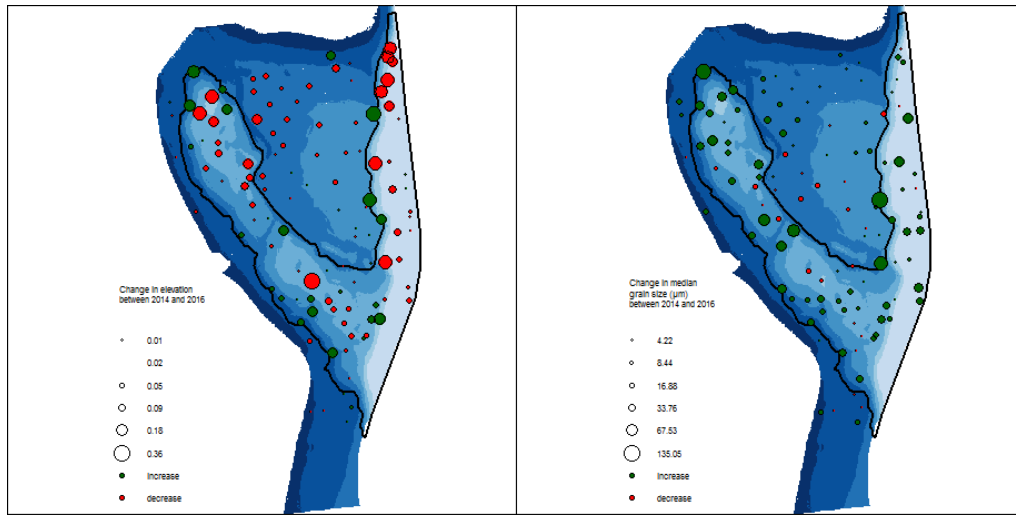 Change in elevation
between 2014 and 2016
0.01
0.02
0.05
0.09
0.18
0.36
increase
decrease
Change in median
grain size (µm)
between 2014 and 2016
4.22
8.44
16.88
33.76
67.53
135.05
increase
decrease